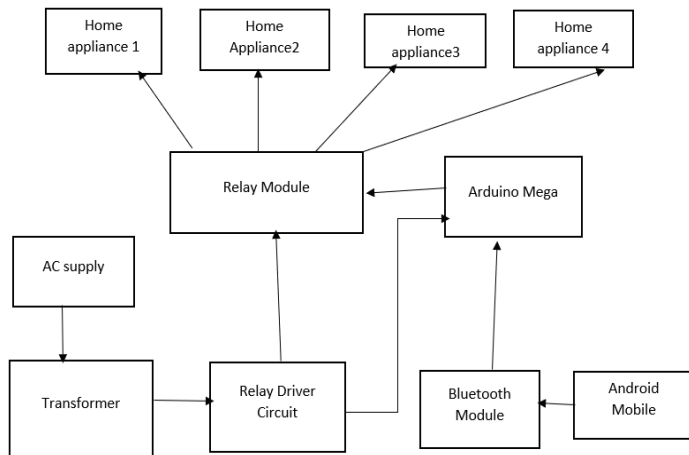 Home
appliance 1
Home
Appliance2
Home
appliance3
Home
appliance 4
Relay Module
Arduino Mega
AC supply
Transformer
Relay Driver
Circuit
Bluetooth
Module
Android
Mobile